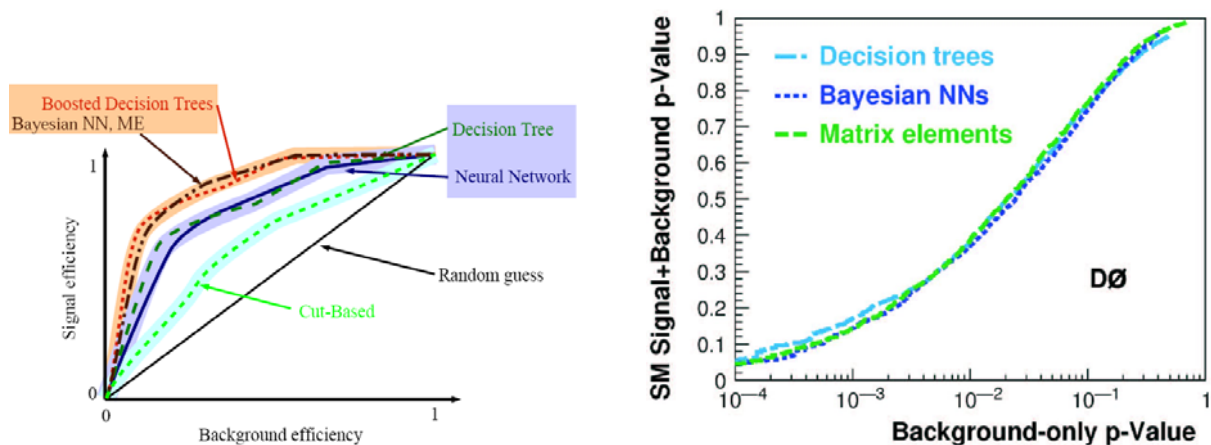 Boosted Decision Trees
Bayesian NN, ME
Decision Tree
Neural Network
Random guess
Cut-Based
Signal efficiency
1
0
0
1
Background efficiency
SM Signal+Background p-Value
1
0.9
0.8
0.7
0.6
0.5
0.4
0.3
0.2
0.1
0
Decision trees
Bayesian NNs
Matrix elements
DØ
10⁻⁴
10⁻³
10⁻²
10⁻¹
1
Background-only p-Value